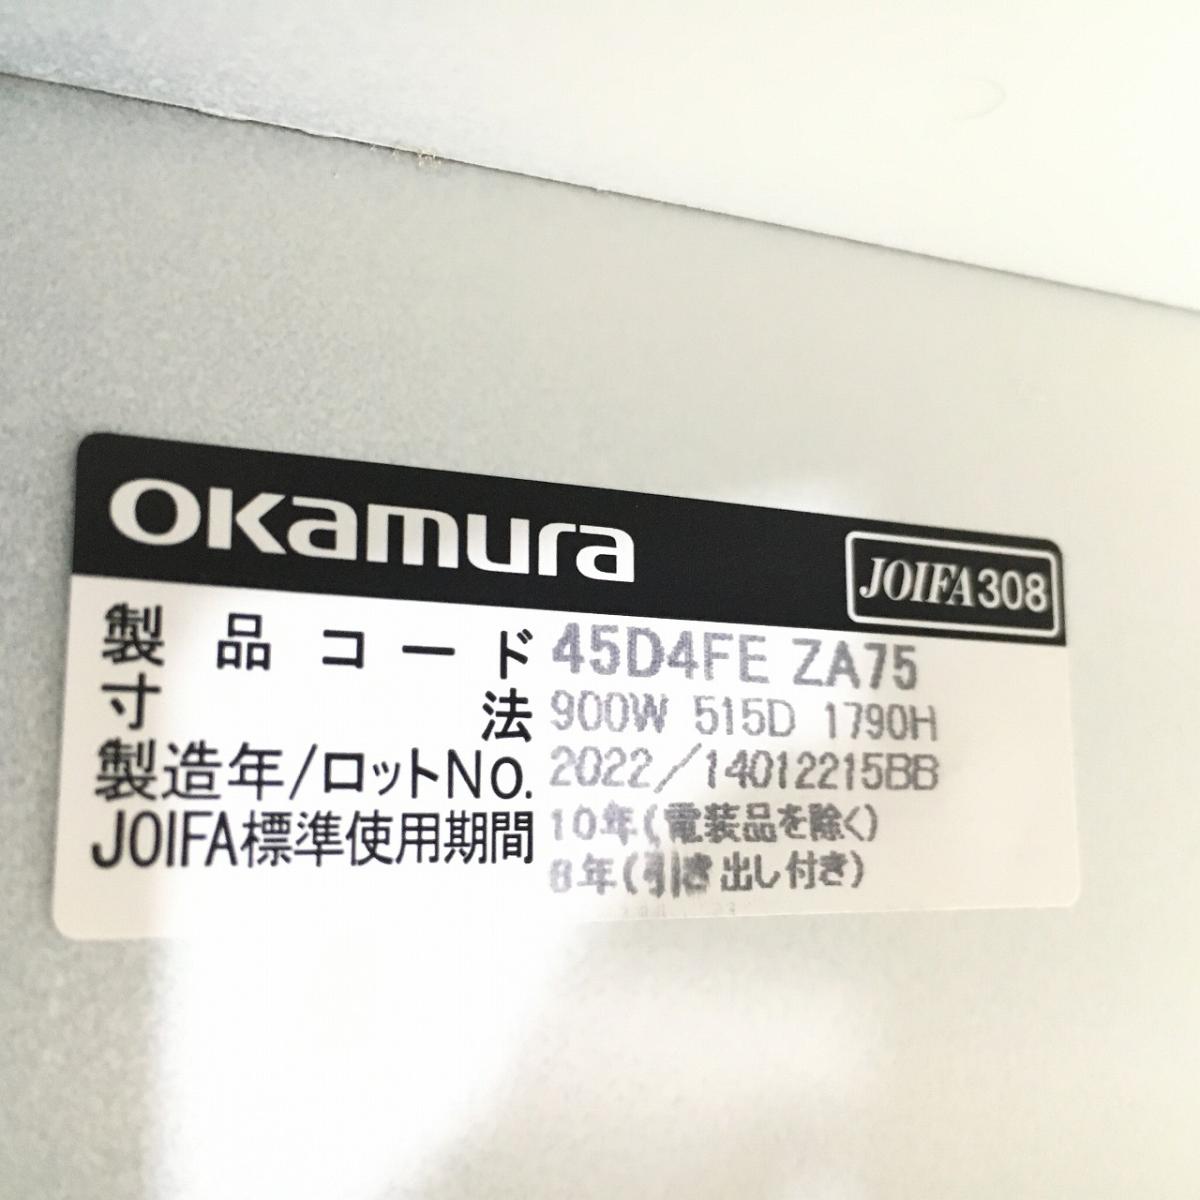 OKamura
JOIFA308
製品コード 45D4FE ZA75
寸法 900W 515D 1790H
製造年/ロットNo. 2022/14012215BB
JOIFA標準使用期間 10年(電装品を除く)
8年(引き出し付き)